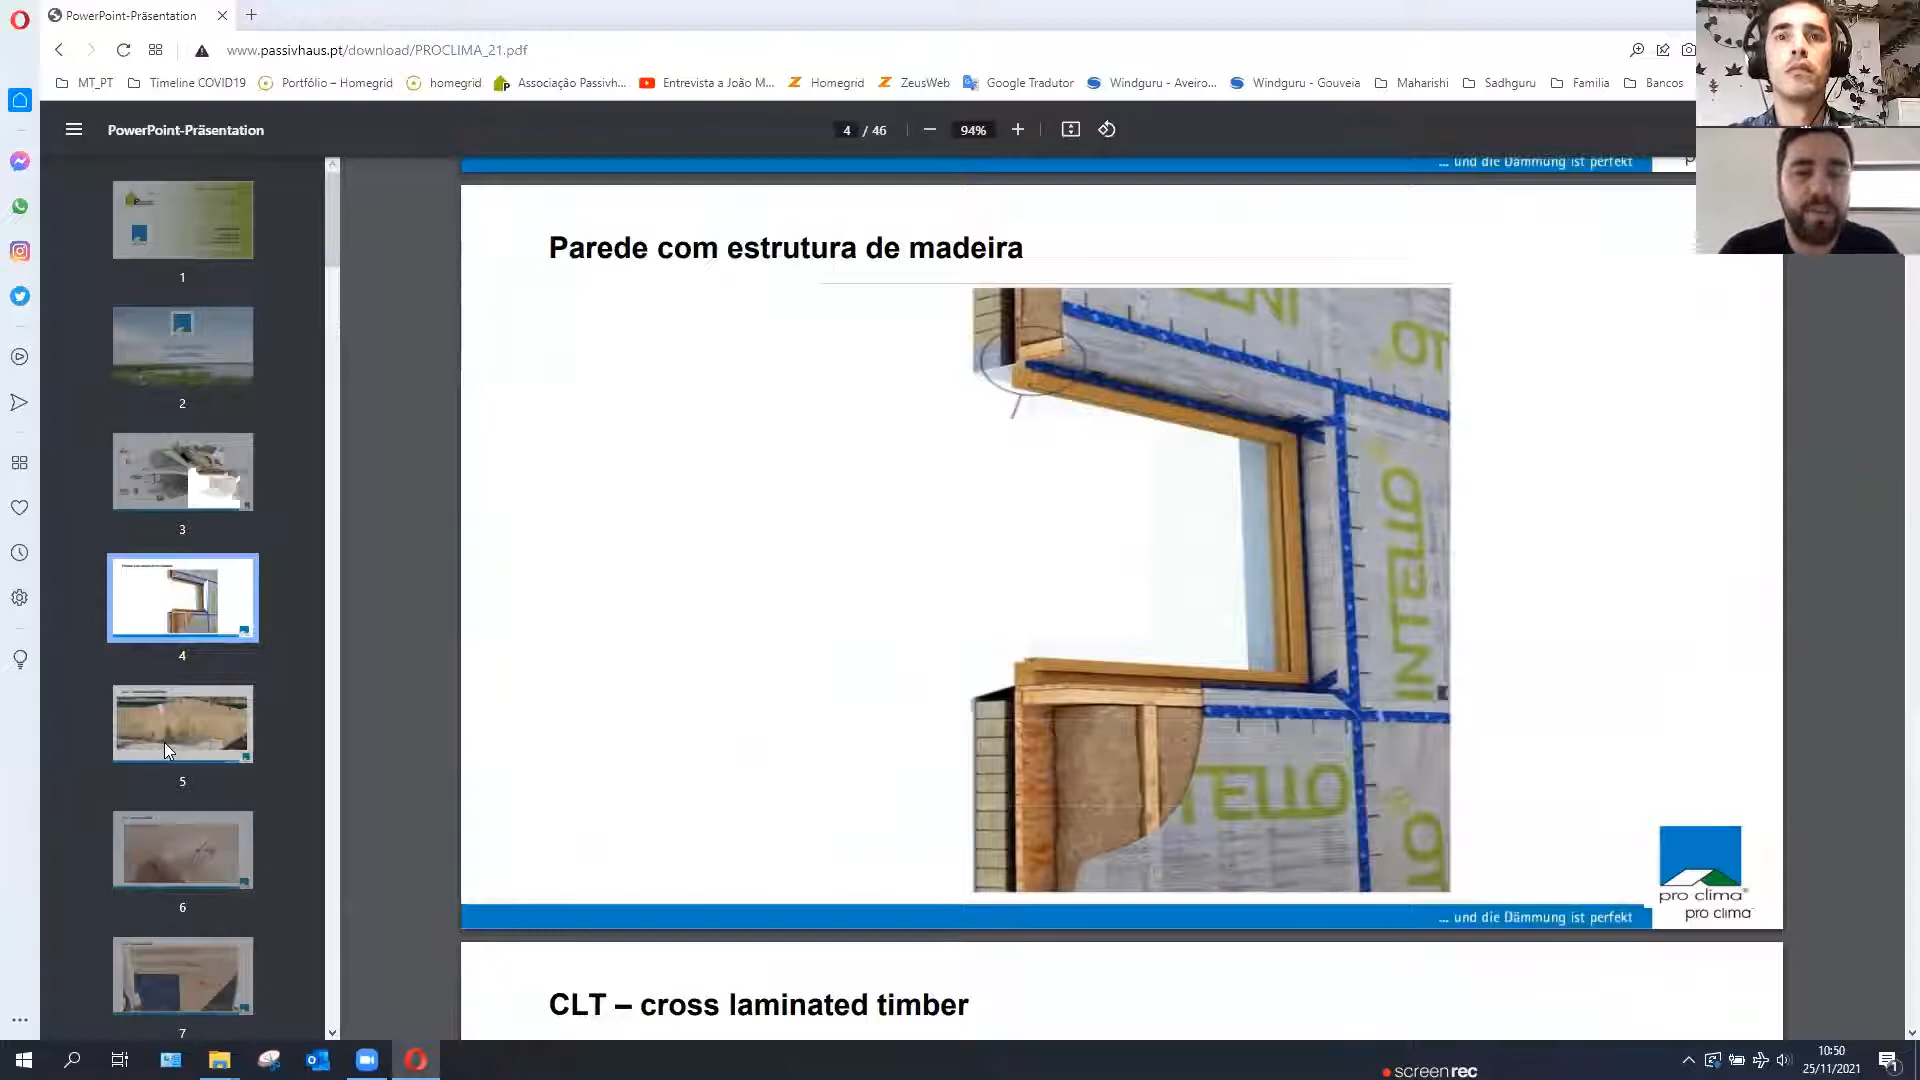 PowerPoint-Präsentation
www.passivhaus.pt/download/PROCLIMA_21.pdf
MT_PT
Timeline COVID19
Portfólio – Homegrid
homegrid
Associação Passivh...
Entrevista a João M...
Homegrid
ZeusWeb
Google Tradutor
Windguru - Aveiro...
Windguru - Gouveia
Maharishi
Sadhguru
Familia
Bancos
PowerPoint-Präsentation
4 / 46
94%
... und die Dämmung ist perfekt
Parede com estrutura de madeira
INTELLO
TELLO
pro clima
pro clima
... und die Dämmung ist perfekt
CLT – cross laminated timber
1
2
3
4
5
6
7
screenrec
10:50
25/11/2021
1